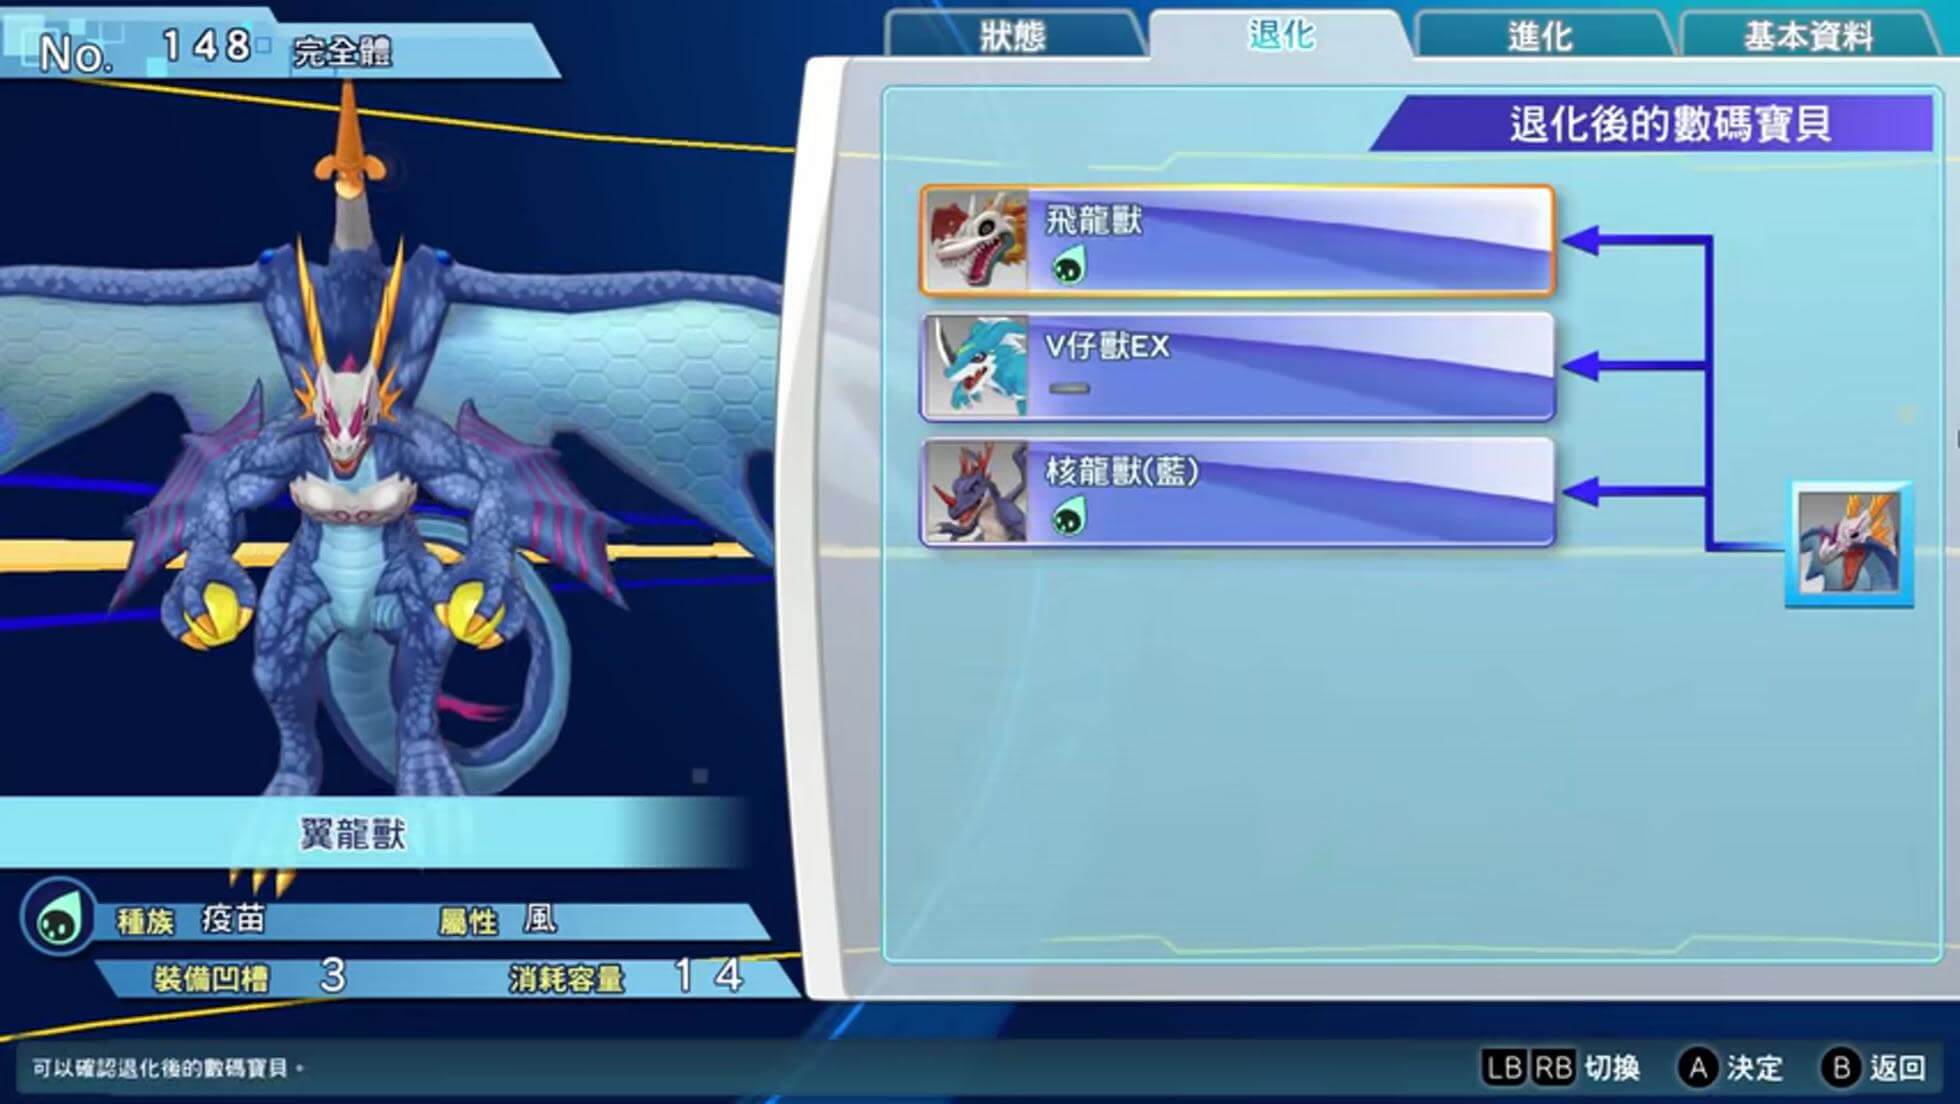 No. 148 完全體
狀態 退化 進化 基本資料
退化後的數碼寶貝
飛龍獸
V仔獸EX
核龍獸(藍)
翼龍獸
種族 疫苗 屬性 風
裝備凹槽 3 消耗容量 14
可以確認退化後的數碼寶貝。
LB RB 切換 A 決定 B 返回